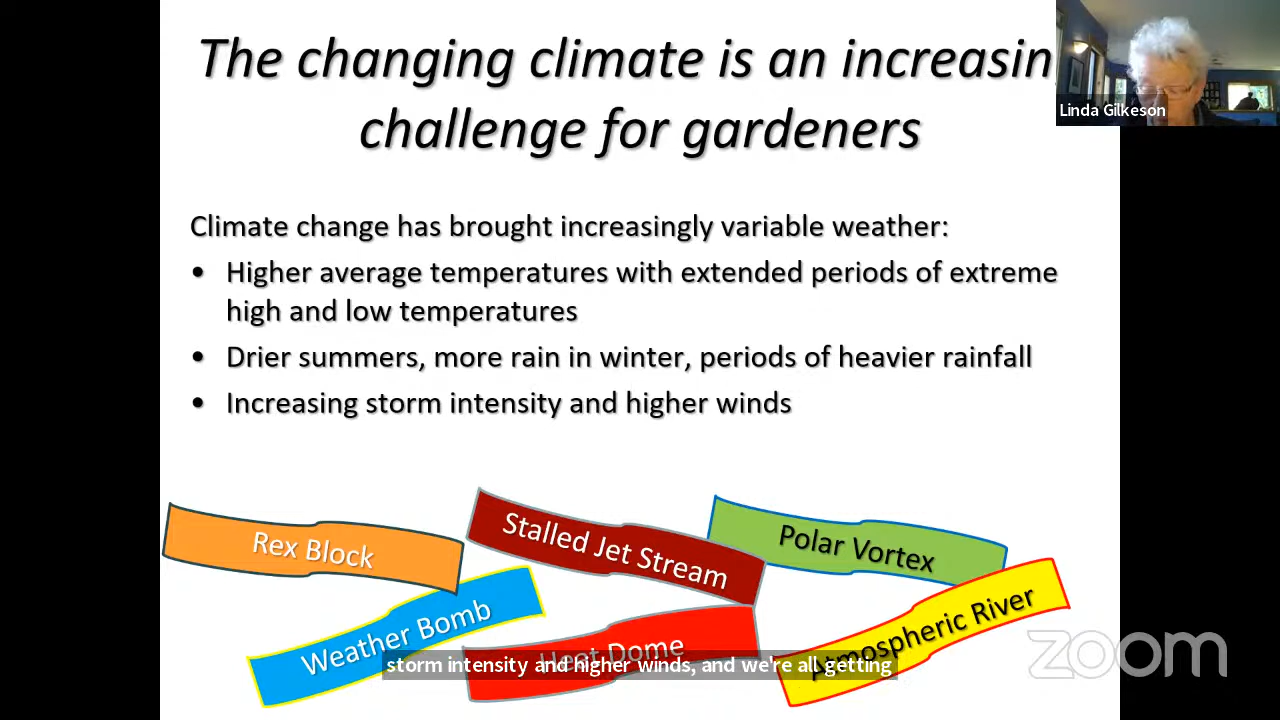 The changing climate is an increasin
challenge for gardeners
Linda Gilkeson
Climate change has brought increasingly variable weather:
• Higher average temperatures with extended periods of extreme
high and low temperatures
• Drier summers, more rain in winter, periods of heavier rainfall
• Increasing storm intensity and higher winds
Rex Block
Stalled Jet Stream
Polar Vortex
Weather Bomb
Heat Dome
Atmospheric River
storm intensity and higher winds, and we're all getting
zoom